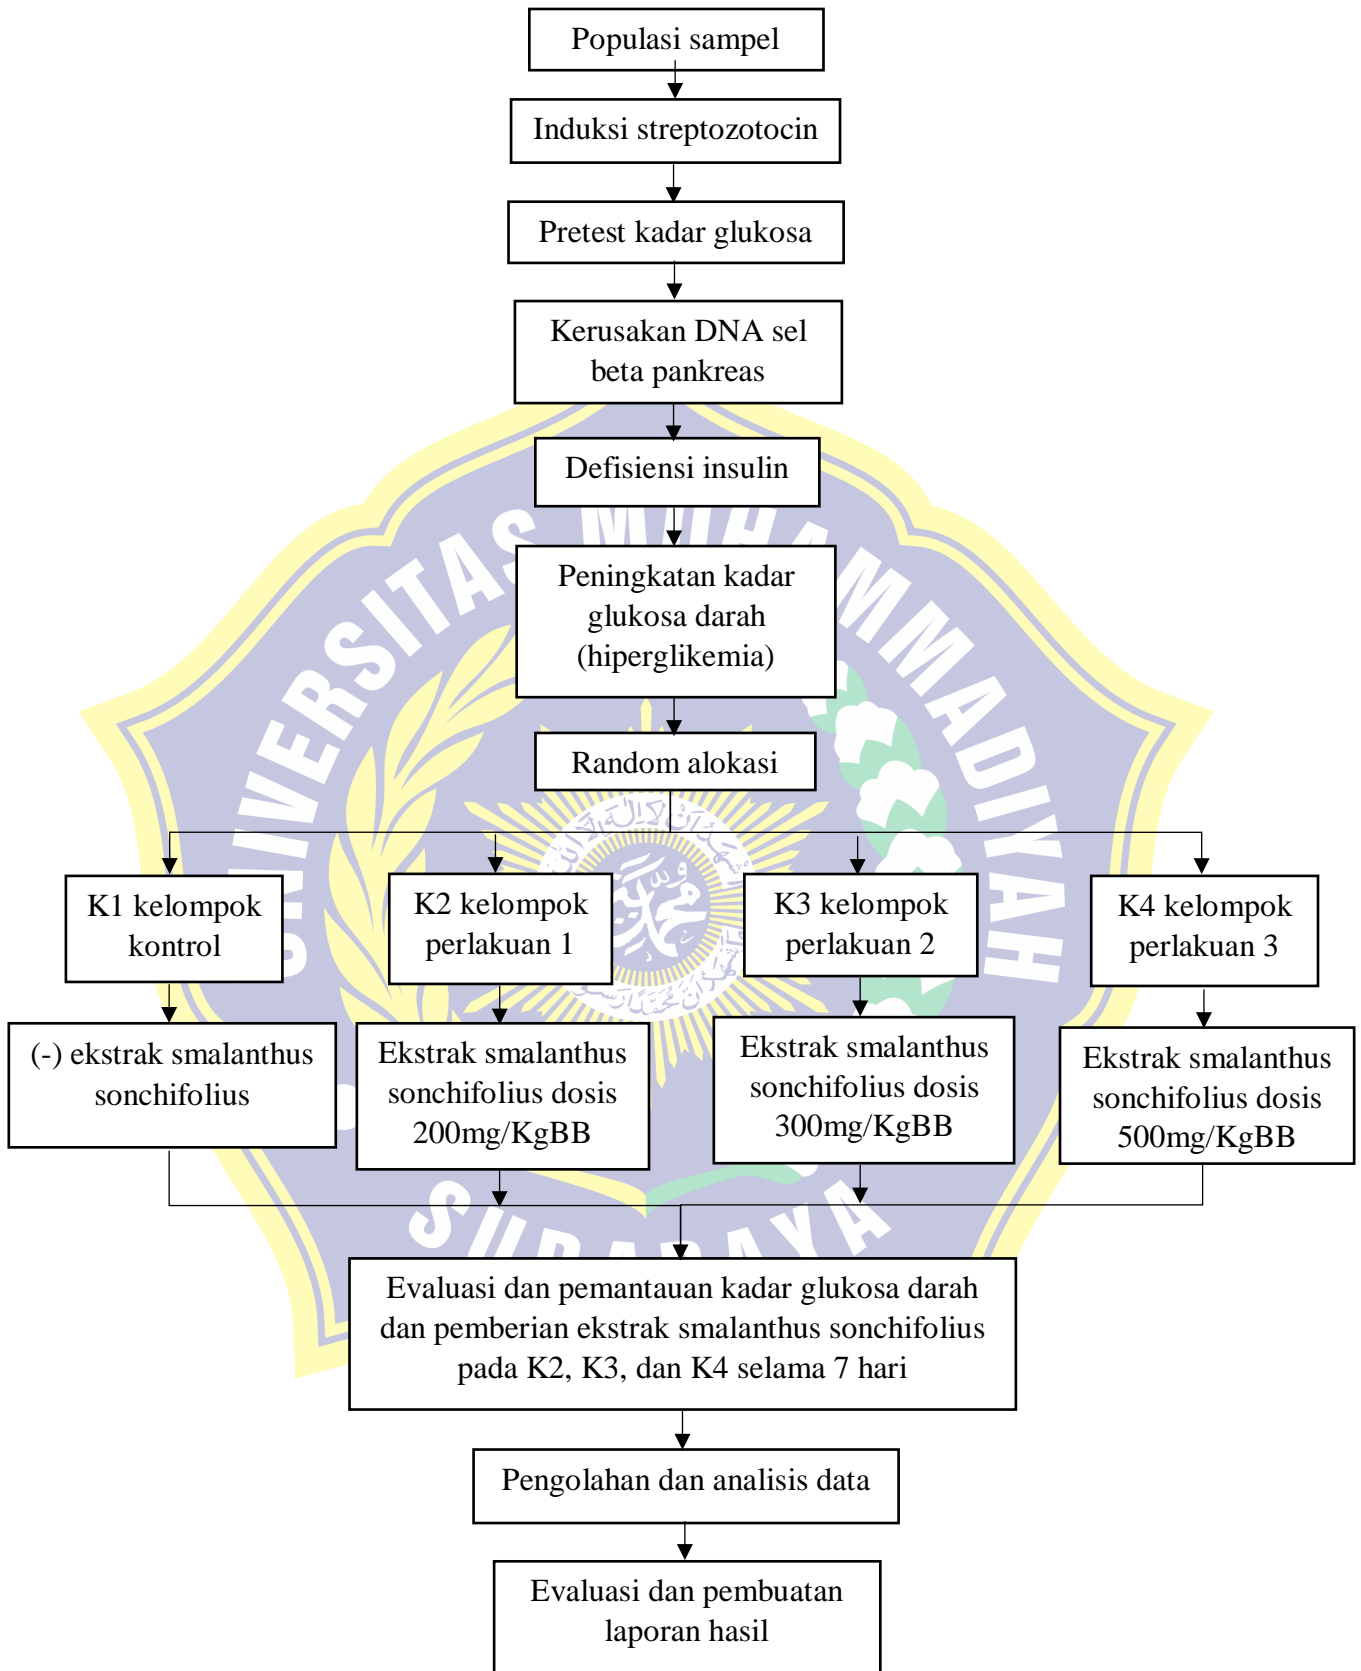 Populasi sampel
Induksi streptozotocin
Pretest kadar glukosa
Kerusakan DNA sel
beta pankreas
Defisiensi insulin
Peningkatan kadar
glukosa darah
(hiperglikemia)
Random alokasi
K1 kelompok
kontrol
K2 kelompok
perlakuan 1
K3 kelompok
perlakuan 2
K4 kelompok
perlakuan 3
(-) ekstrak smalanthus
sonchifolius
Ekstrak smalanthus
sonchifolius dosis
200mg/KgBB
Ekstrak smalanthus
sonchifolius dosis
300mg/KgBB
Ekstrak smalanthus
sonchifolius dosis
500mg/KgBB
Evaluasi dan pemantauan kadar glukosa darah
dan pemberian ekstrak smalanthus sonchifolius
pada K2, K3, dan K4 selama 7 hari
Pengolahan dan analisis data
Evaluasi dan pembuatan
laporan hasil
UNIVERSITAS MUHAMMADIYAH
SURABAYA